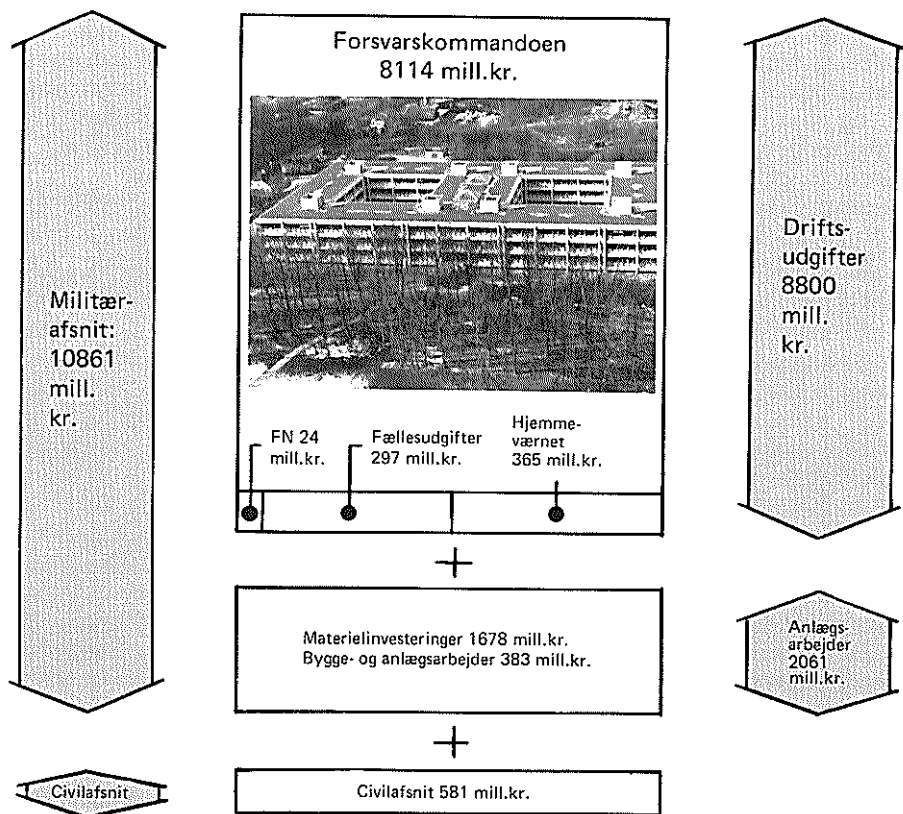 Forsvarskommandoen
8114 mill.kr.
Militær-
afsnit:
10861
mill.
kr.
Drifts-
udgifter
8800
mill.
kr.
FN 24
mill.kr.
Fællesudgifter
297 mill.kr.
Hjemme-
værnet
365 mill.kr.
Materielinvesteringer 1678 mill.kr.
Bygge- og anlægsarbejder 383 mill.kr.
Anlægs-
arbejder
2061
mill.kr.
Civilafsnit
Civilafsnit 581 mill.kr.